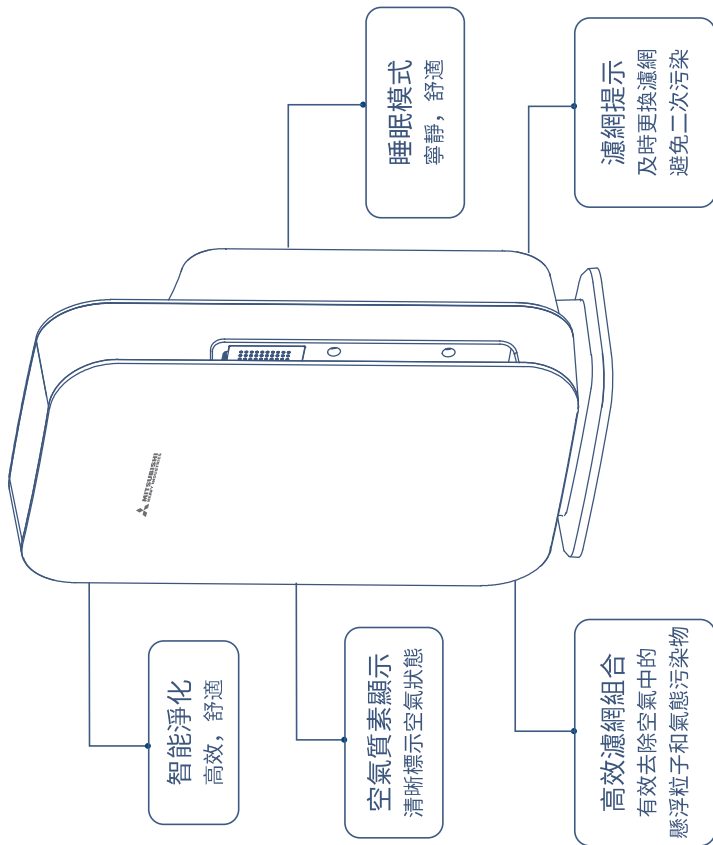 智能淨化
高效，舒適
空氣質素顯示
清晰標示空氣狀態
高效濾網組合
有效去除空氣中的
懸浮粒子和氣態污染物
MITSUBISHI
HEAVY INDUSTRIES
睡眠模式
寧靜，舒適
濾網提示
及時更換濾網
避免二次污染